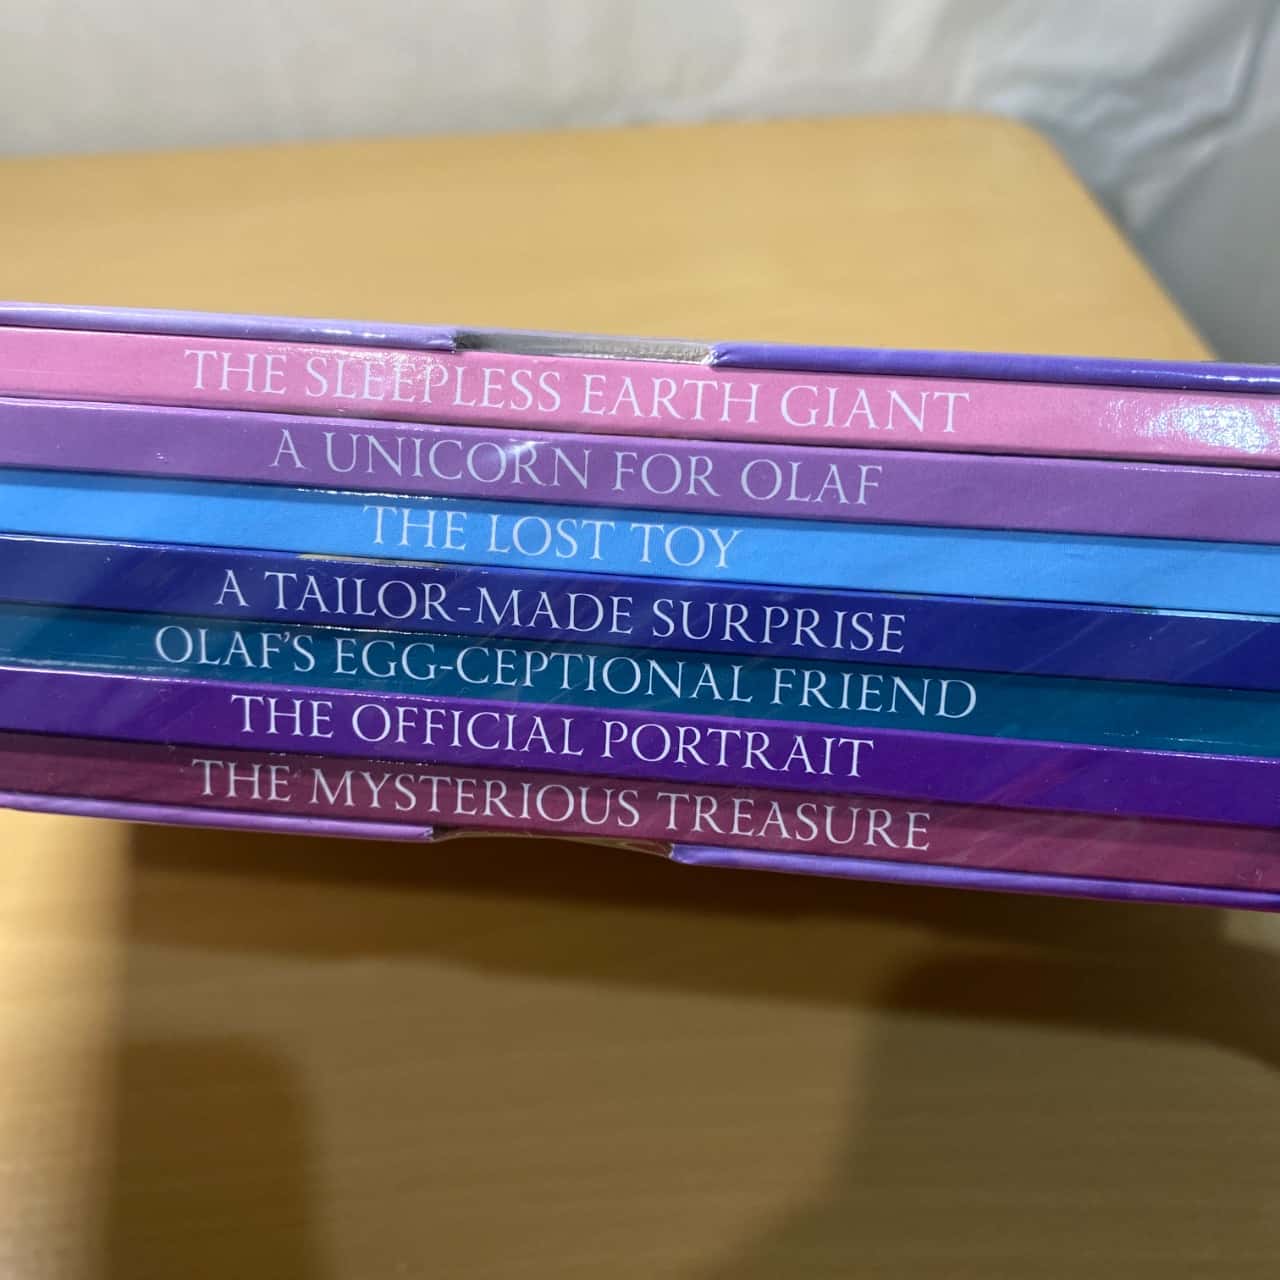 THE SLEEPLESS EARTH GIANT
A UNICORN FOR OLAF
THE LOST TOY
A TAILOR-MADE SURPRISE
OLAF'S EGG-CEPTIONAL FRIEND
THE OFFICIAL PORTRAIT
THE MYSTERIOUS TREASURE